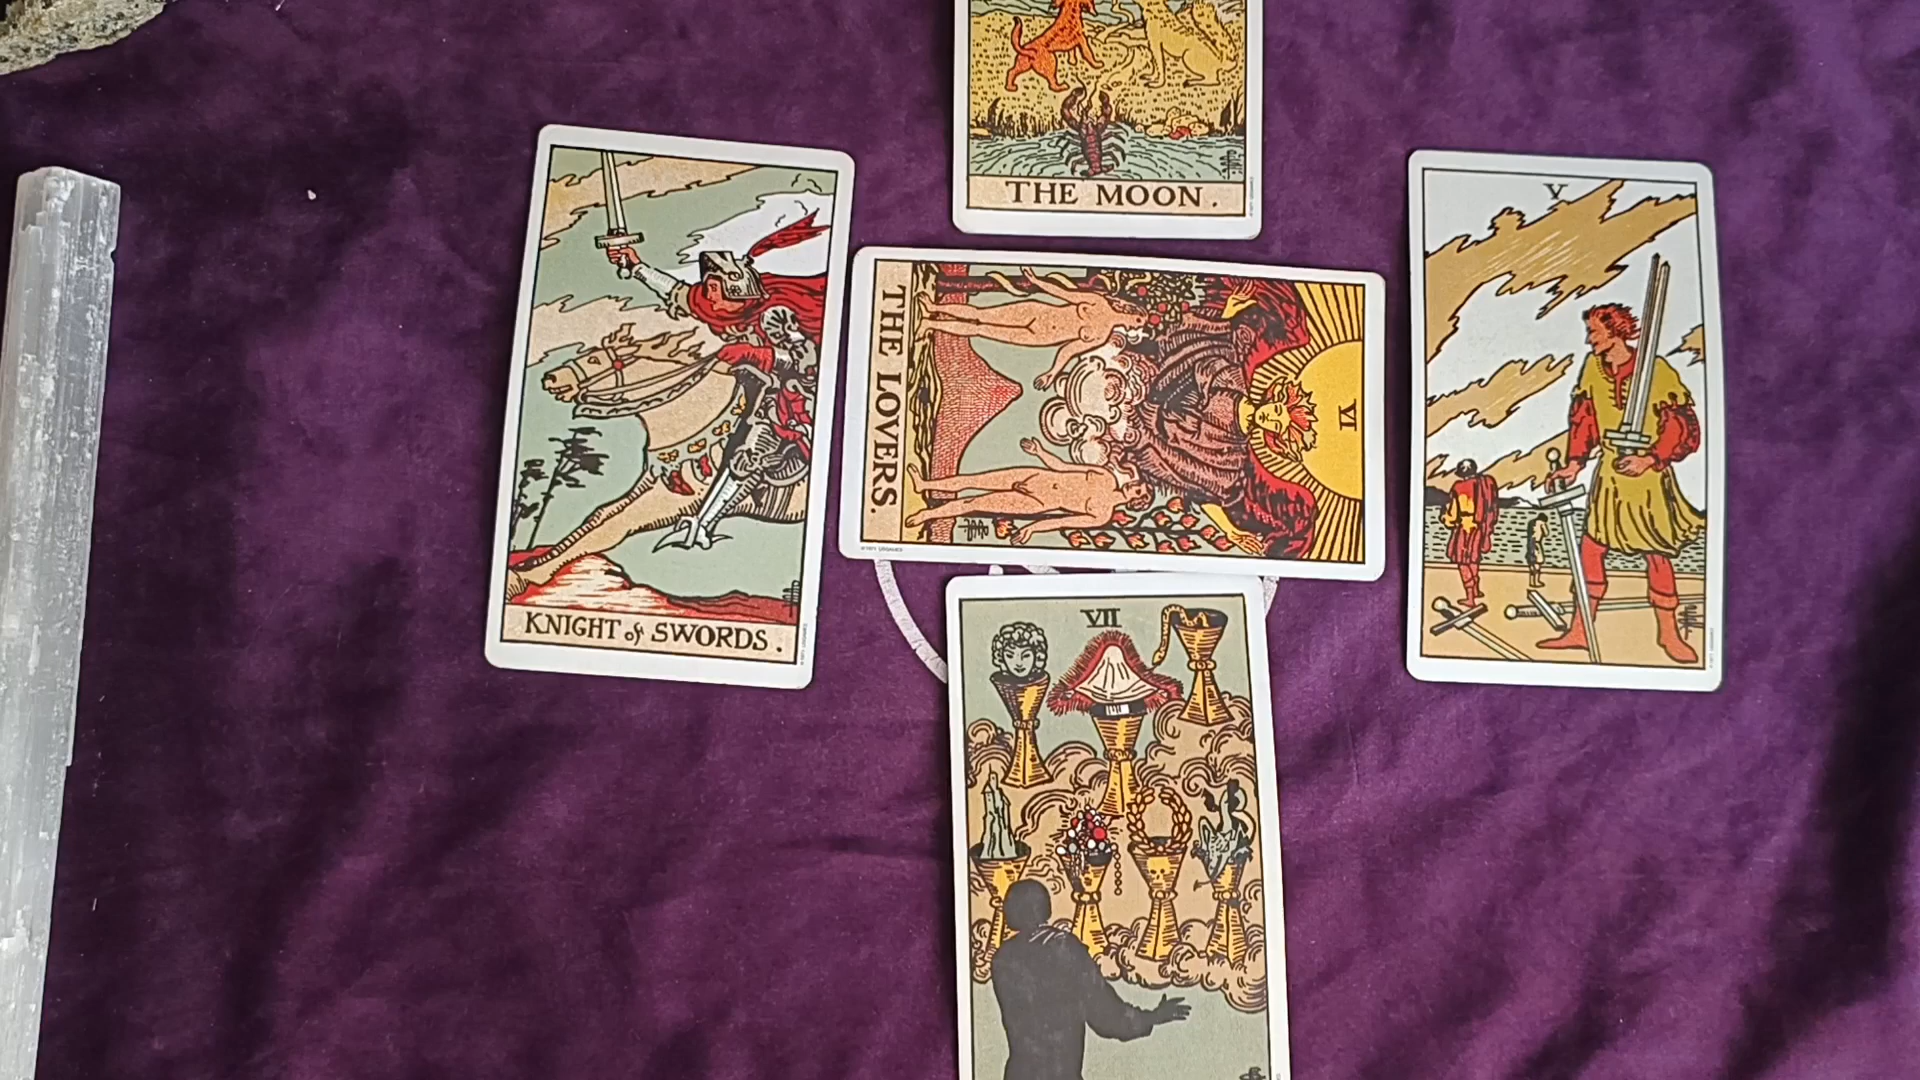 THE MOON.
V
VI
THE LOVERS.
KNIGHT of SWORDS.
VII